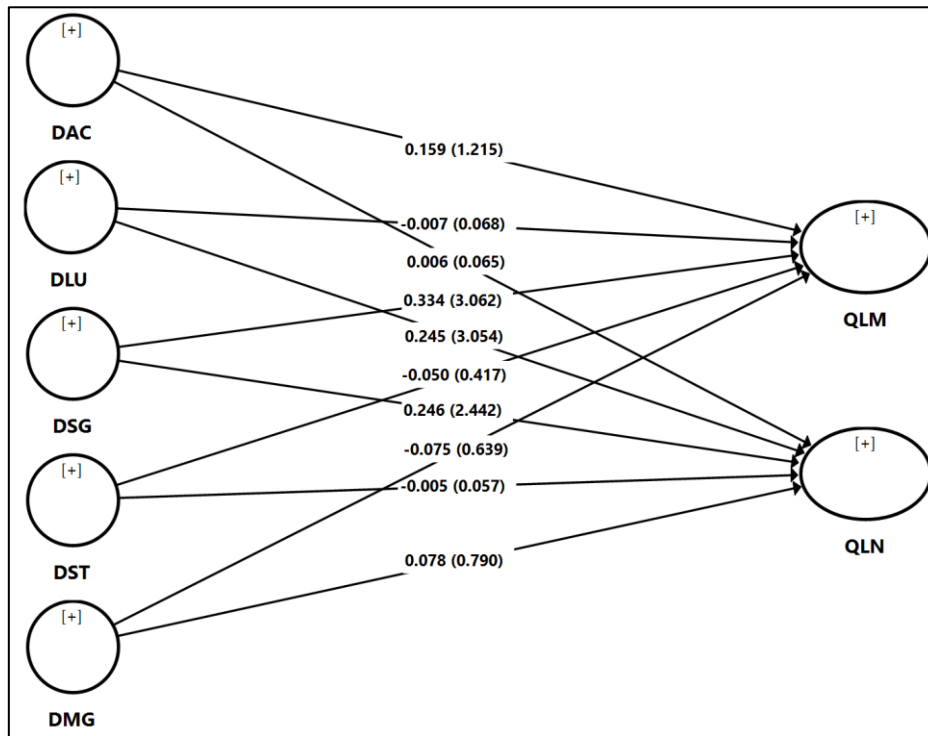 [+]
DAC
[+]
DLU
[+]
DSG
[+]
DST
[+]
DMG
0.159 (1.215)
-0.007 (0.068)
0.006 (0.065)
0.334 (3.062)
0.245 (3.054)
-0.050 (0.417)
0.246 (2.442)
-0.075 (0.639)
-0.005 (0.057)
0.078 (0.790)
[+]
QLM
[+]
QLN